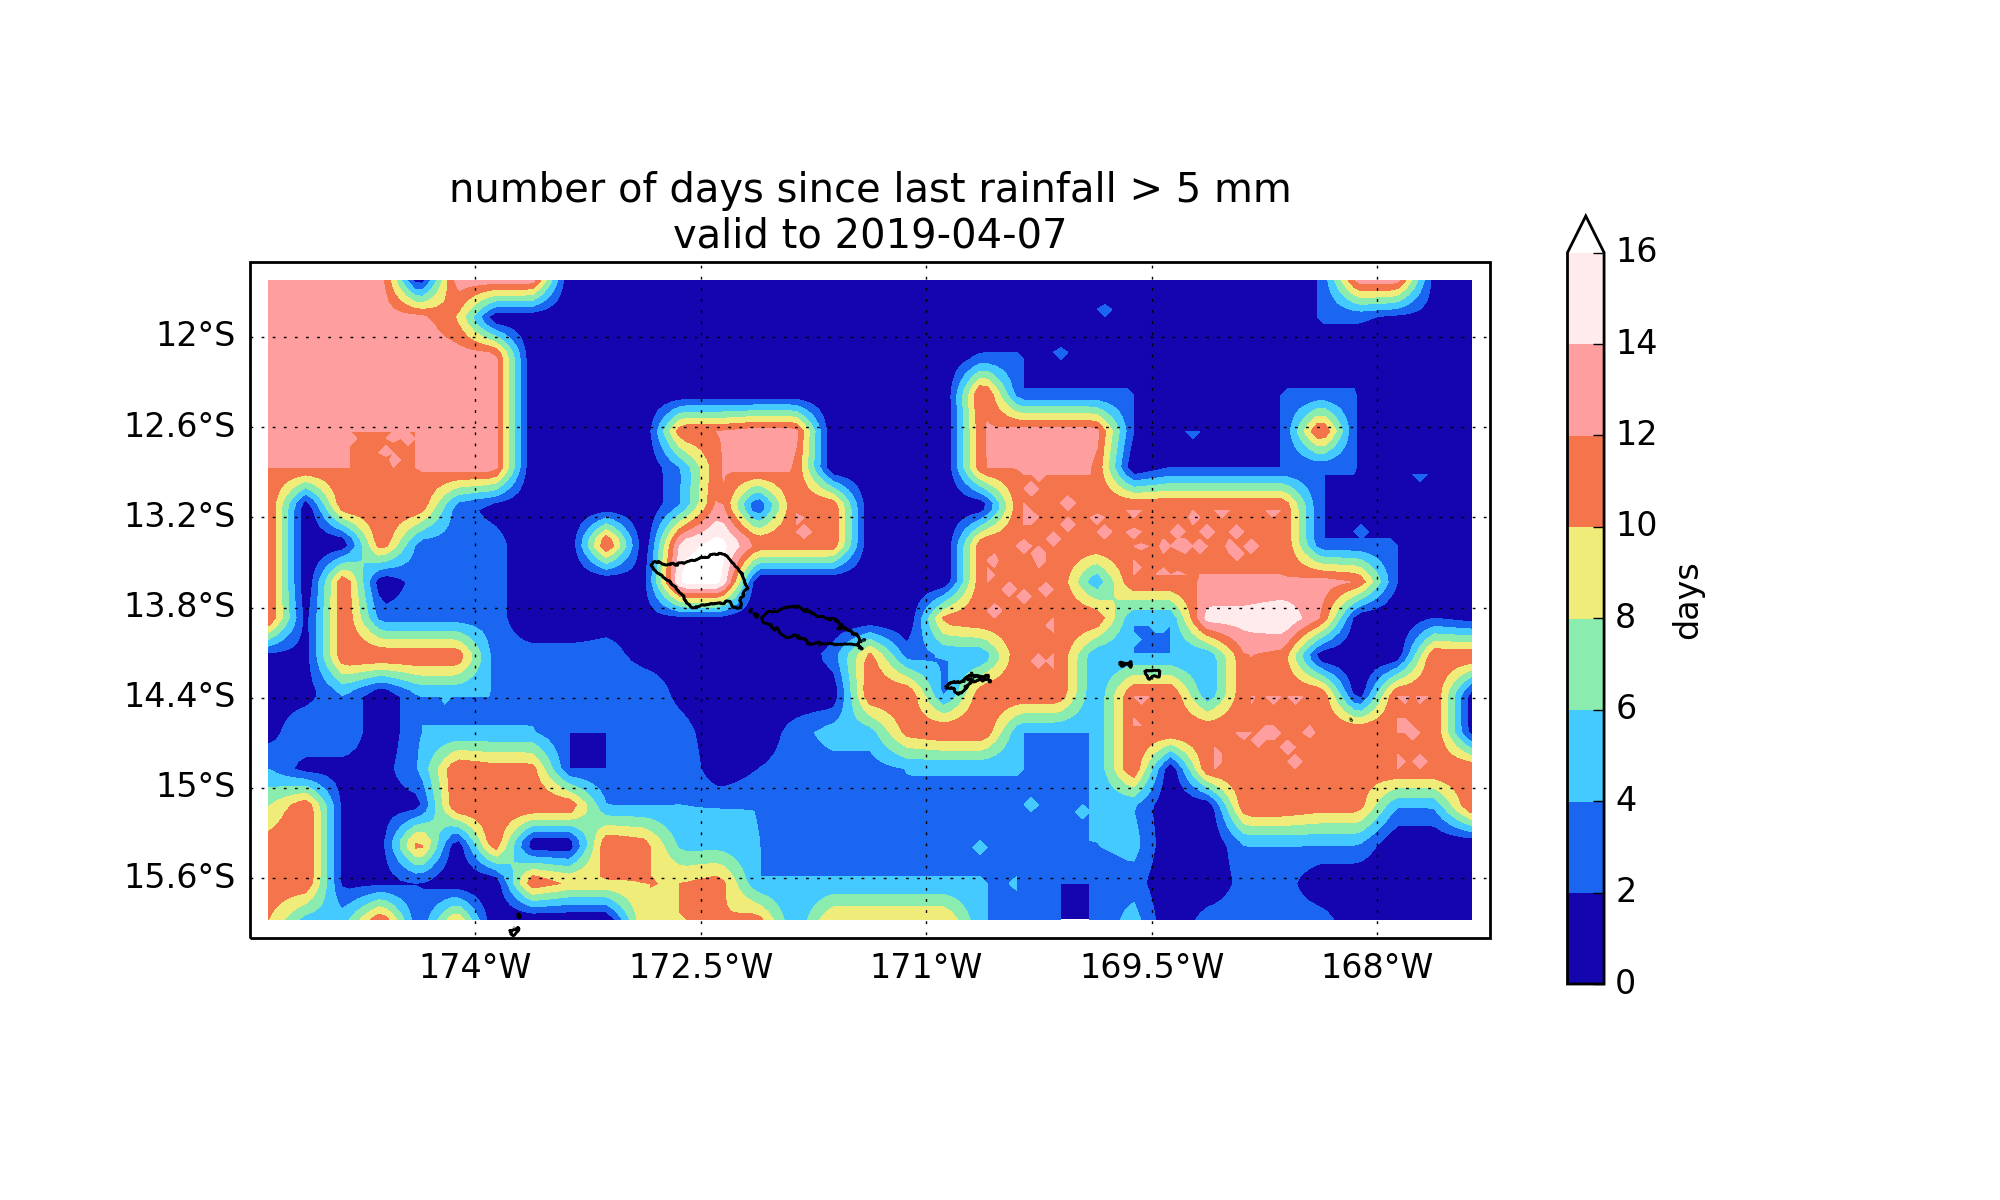 number of days since last rainfall > 5 mm
valid to 2019-04-07
12°S
12.6°S
13.2°S
13.8°S
14.4°S
15°S
15.6°S
174°W 172.5°W 171°W 169.5°W 168°W
16
14
12
10
8
6
4
2
0
days